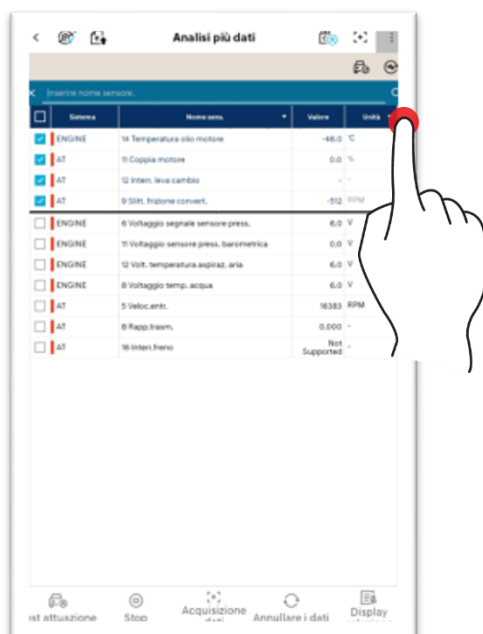 Analisi più dati
Inserire nome sensore.
Sistema Nome sens. Valore Unità
ENGINE 14 Temperatura olio motore -48.0 °C
AT 11 Coppia motore 0.0 %
AT 12 Interr. leva cambio - -
AT 9 Slitt. frizione convert. -512 RPM
ENGINE 6 Voltaggio segnale sensore press. 6.0 V
ENGINE 11 Voltaggio sensore press. barometrica 0.0 V
ENGINE 12 Volt. temperatura aspiraz. aria 6.0 V
ENGINE 8 Voltaggio temp. acqua 6.0 V
AT 5 Veloc.entr. 16383 RPM
AT 8 Rapp.trasm. 0.000 -
AT 16 Interr.freno Not Supported -
est attuazione Stop Acquisizione dati Annullare i dati Display